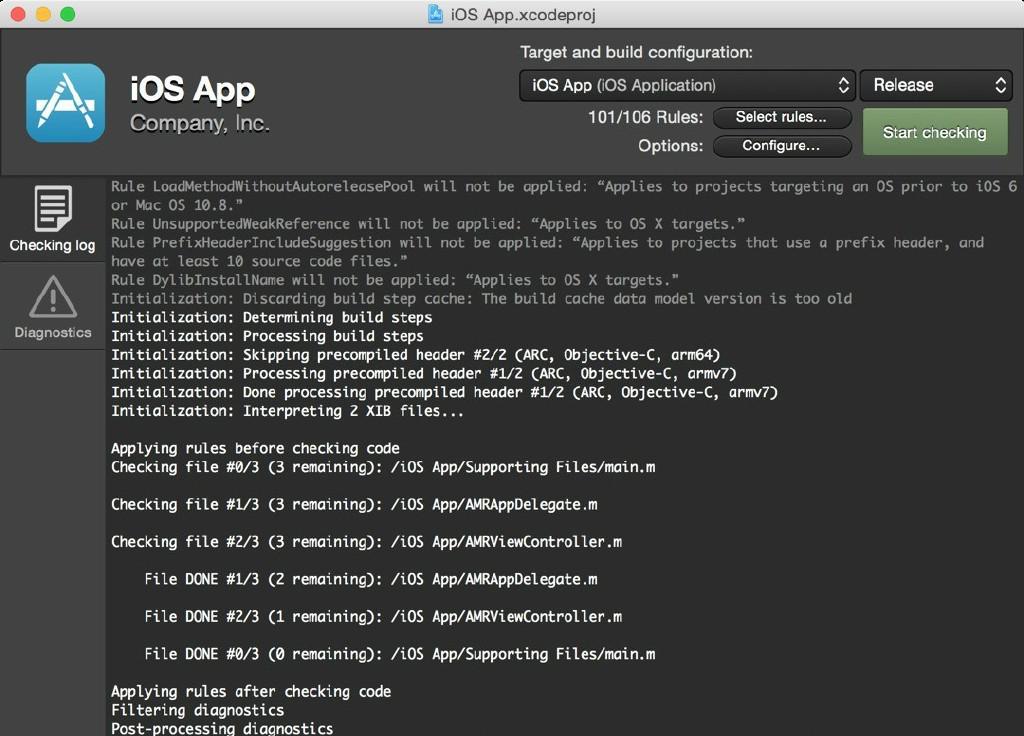 iOS App.xcodeproj
Target and build configuration:
iOS App
Company, Inc.
iOS App (iOS Application)
Release
101/106 Rules:
Select rules...
Options:
Configure...
Start checking
Checking log
Diagnostics
Rule LoadMethodWithoutAutoreleasePool will not be applied: “Applies to projects targeting an OS prior to iOS 6
or Mac OS 10.8.”
Rule UnsupportedWeakReference will not be applied: “Applies to OS X targets.”
Rule PrefixHeaderIncludeSuggestion will not be applied: “Applies to projects that use a prefix header, and
have at least 10 source code files.”
Rule DylibInstallName will not be applied: “Applies to OS X targets.”
Initialization: Discarding build step cache: The build cache data model version is too old
Initialization: Determining build steps
Initialization: Processing build steps
Initialization: Skipping precompiled header #2/2 (ARC, Objective-C, arm64)
Initialization: Processing precompiled header #1/2 (ARC, Objective-C, armv7)
Initialization: Done processing precompiled header #1/2 (ARC, Objective-C, armv7)
Initialization: Interpreting 2 XIB files...
Applying rules before checking code
Checking file #0/3 (3 remaining): /iOS App/Supporting Files/main.m
Checking file #1/3 (3 remaining): /iOS App/AMRAppDelegate.m
Checking file #2/3 (3 remaining): /iOS App/AMRViewController.m
File DONE #1/3 (2 remaining): /iOS App/AMRAppDelegate.m
File DONE #2/3 (1 remaining): /iOS App/AMRViewController.m
File DONE #0/3 (0 remaining): /iOS App/Supporting Files/main.m
Applying rules after checking code
Filtering diagnostics
Post-processing diagnostics